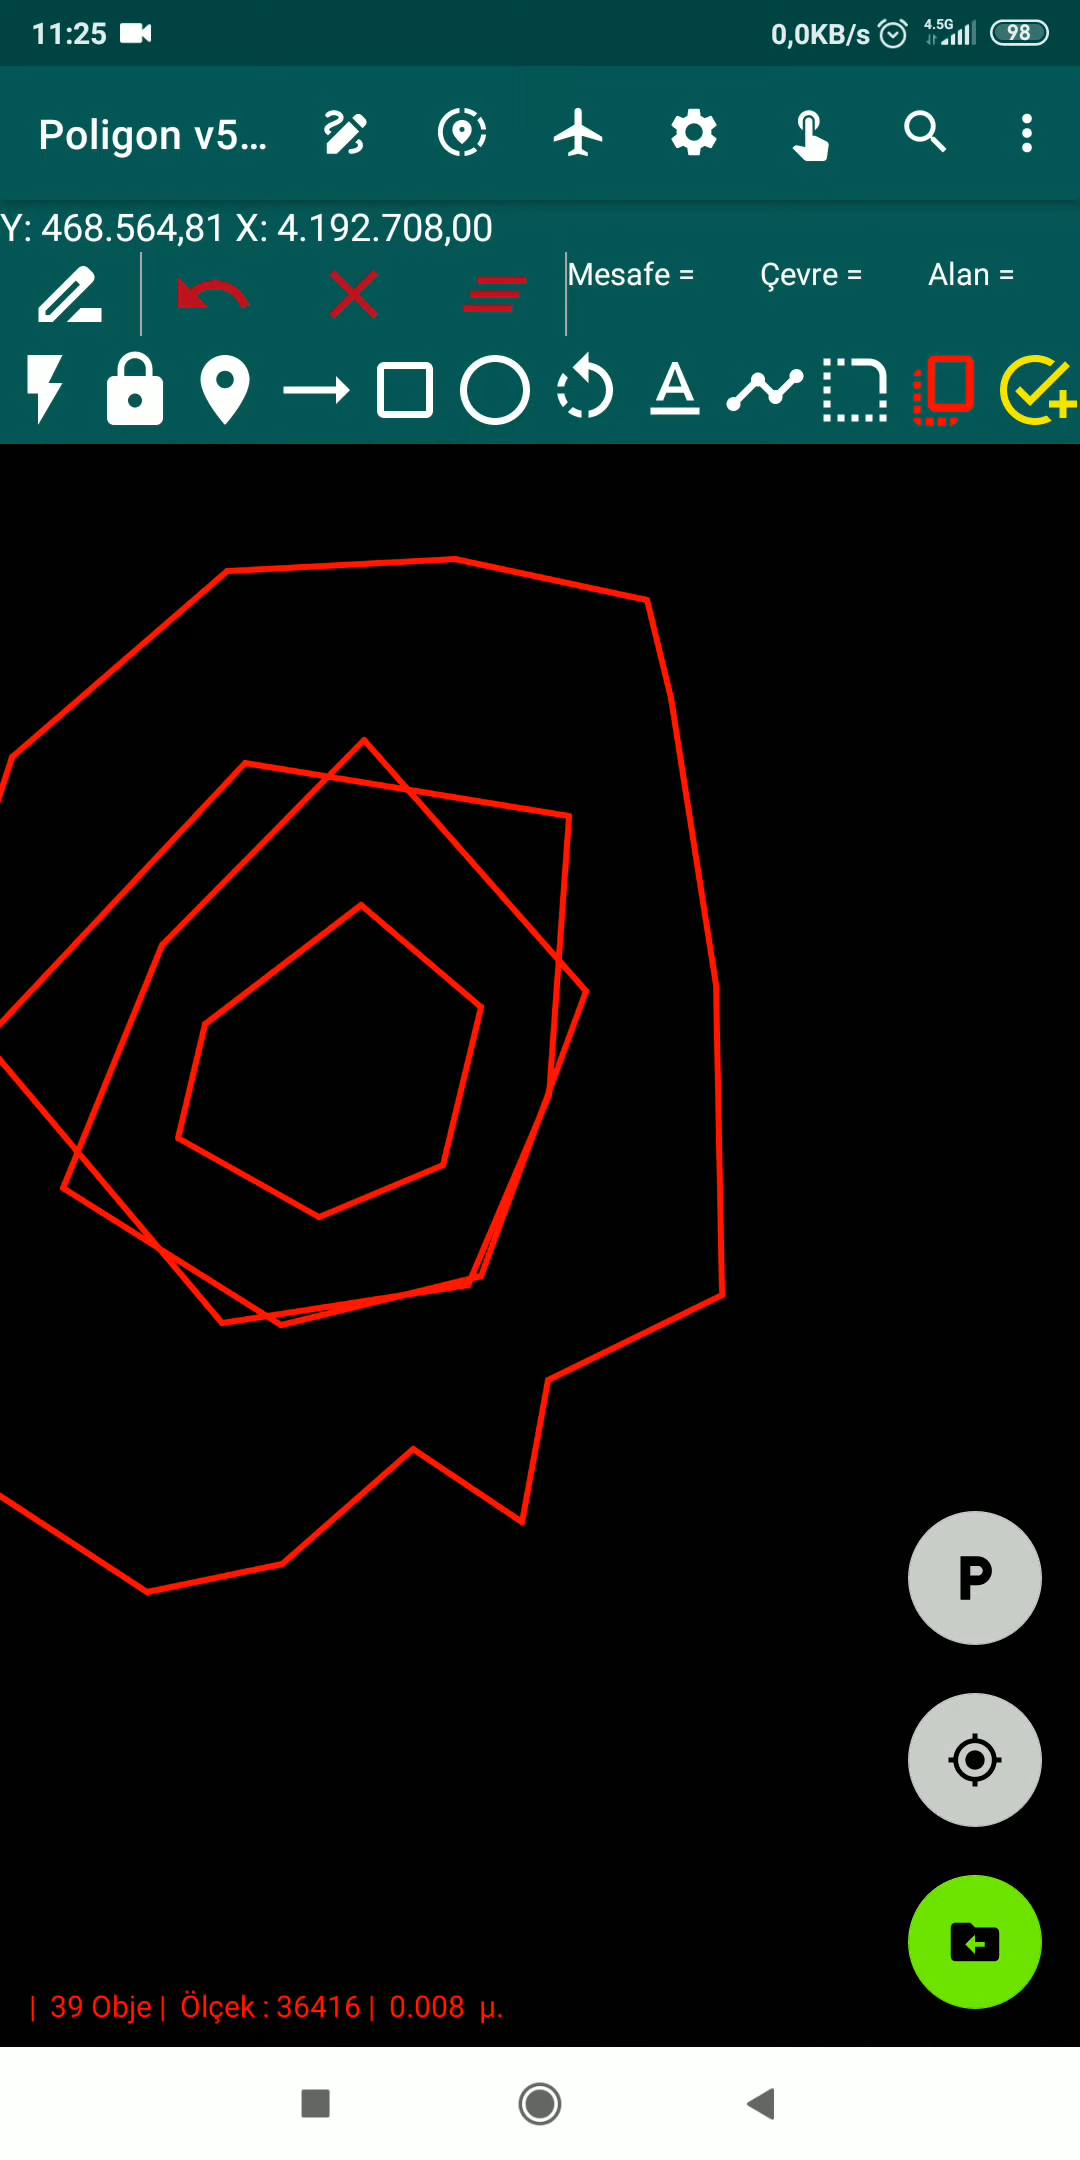 11:25 0,0KB/s 4.5G 98
Poligon v5...
Y: 468.564,81 X: 4.192.708,00
Mesafe = Çevre = Alan =
A
P
| 39 Obje | Ölçek : 36416 | 0.008 µ.